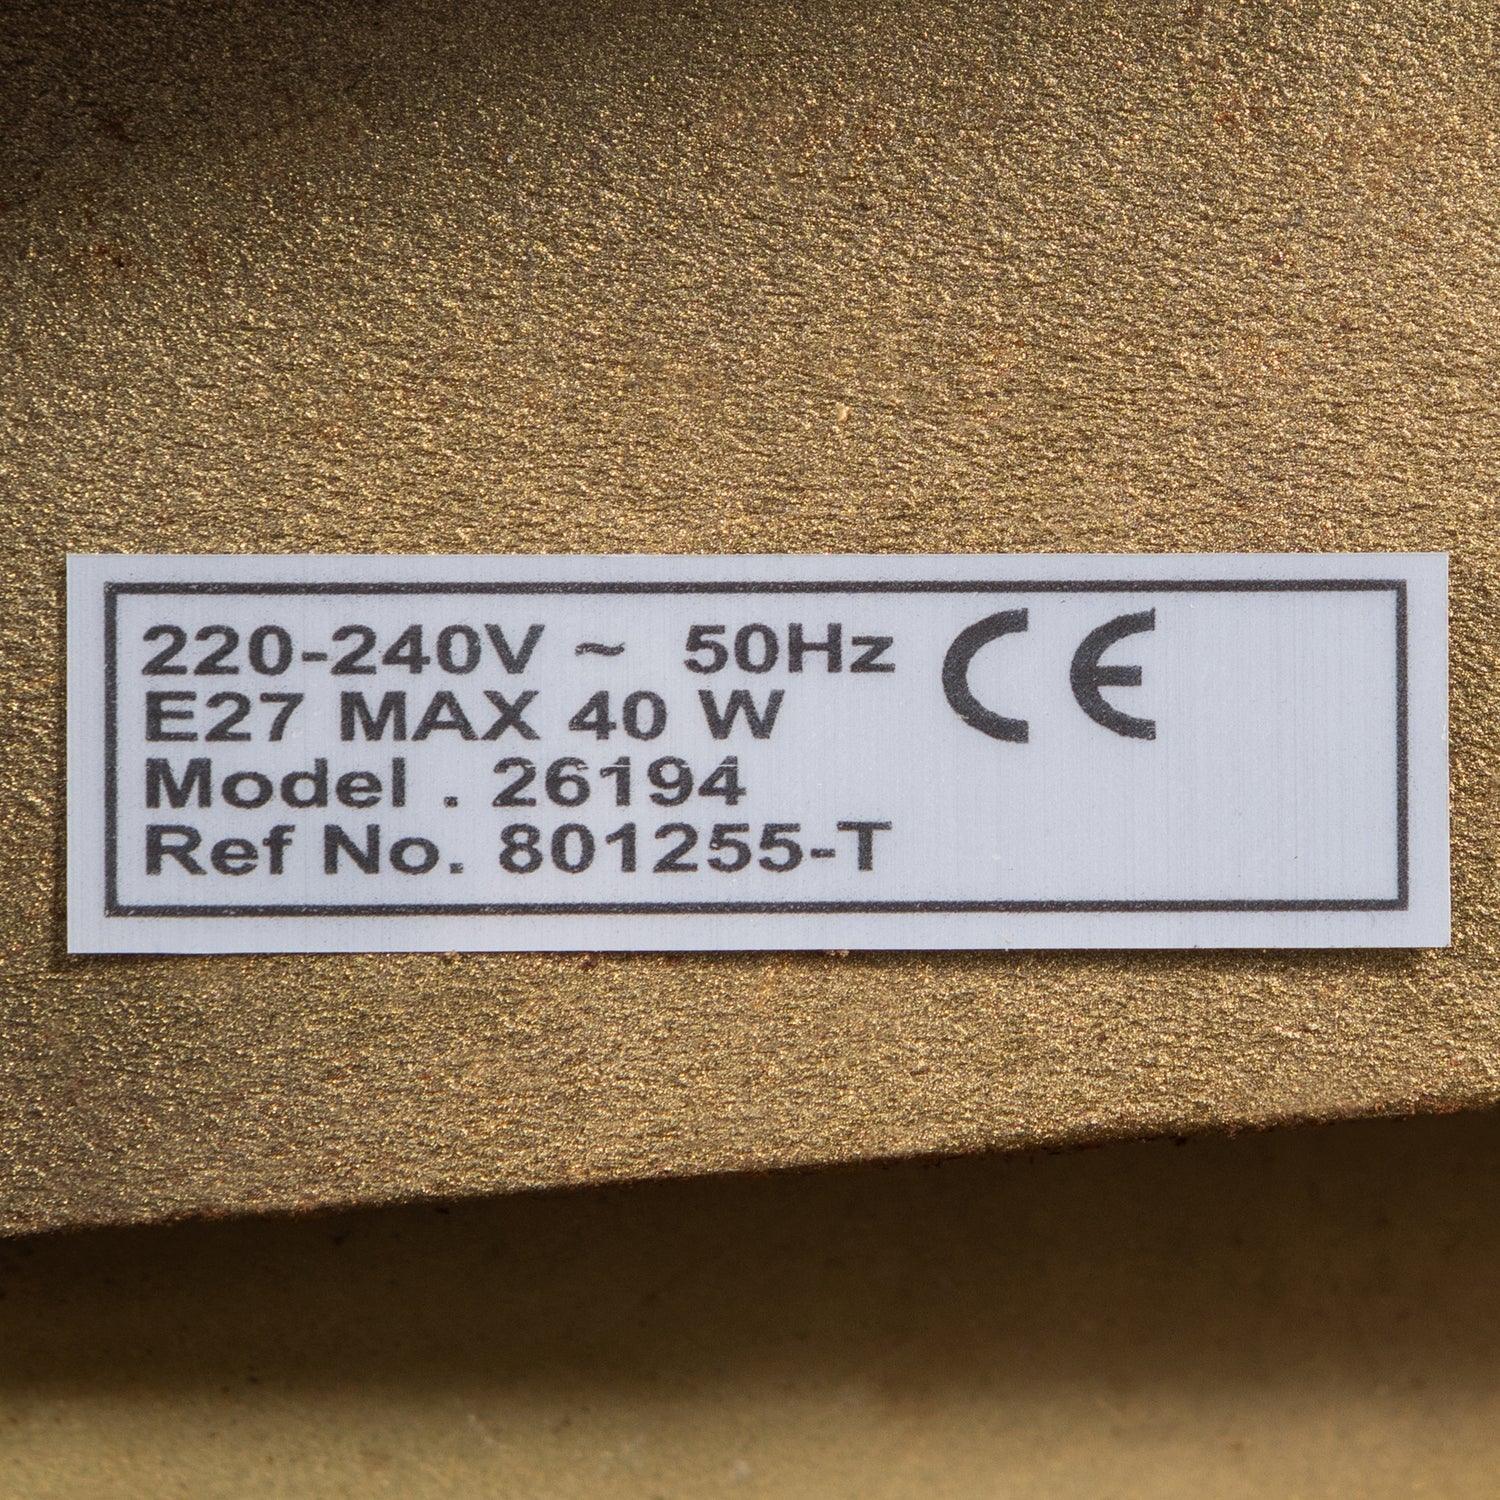 220-240V ~ 50Hz CE
E27 MAX 40 W
Model . 26194
Ref No. 801255-T